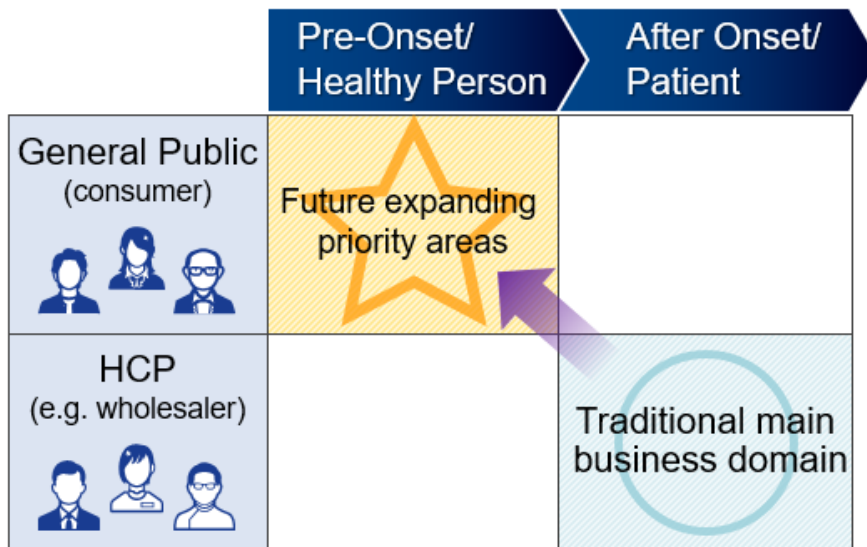 Pre-Onset/
Healthy Person
After Onset/
Patient
General Public
(consumer)
Future expanding
priority areas
HCP
(e.g. wholesaler)
Traditional main
business domain